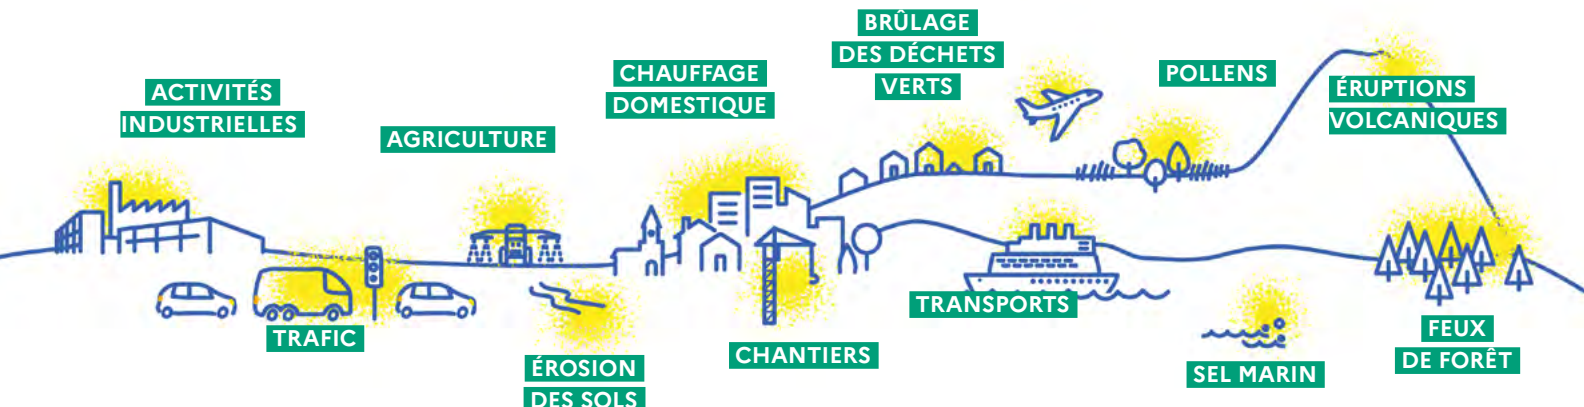 BRÛLAGE
DES DÉCHETS
VERTS
CHAUFFAGE
DOMESTIQUE
POLLENS
ÉRUPTIONS
VOLCANIQUES
ACTIVITÉS
INDUSTRIELLES
AGRICULTURE
TRANSPORTS
TRAFIC
CHANTIERS
ÉROSION
DES SOLS
SEL MARIN
FEUX
DE FORÊT